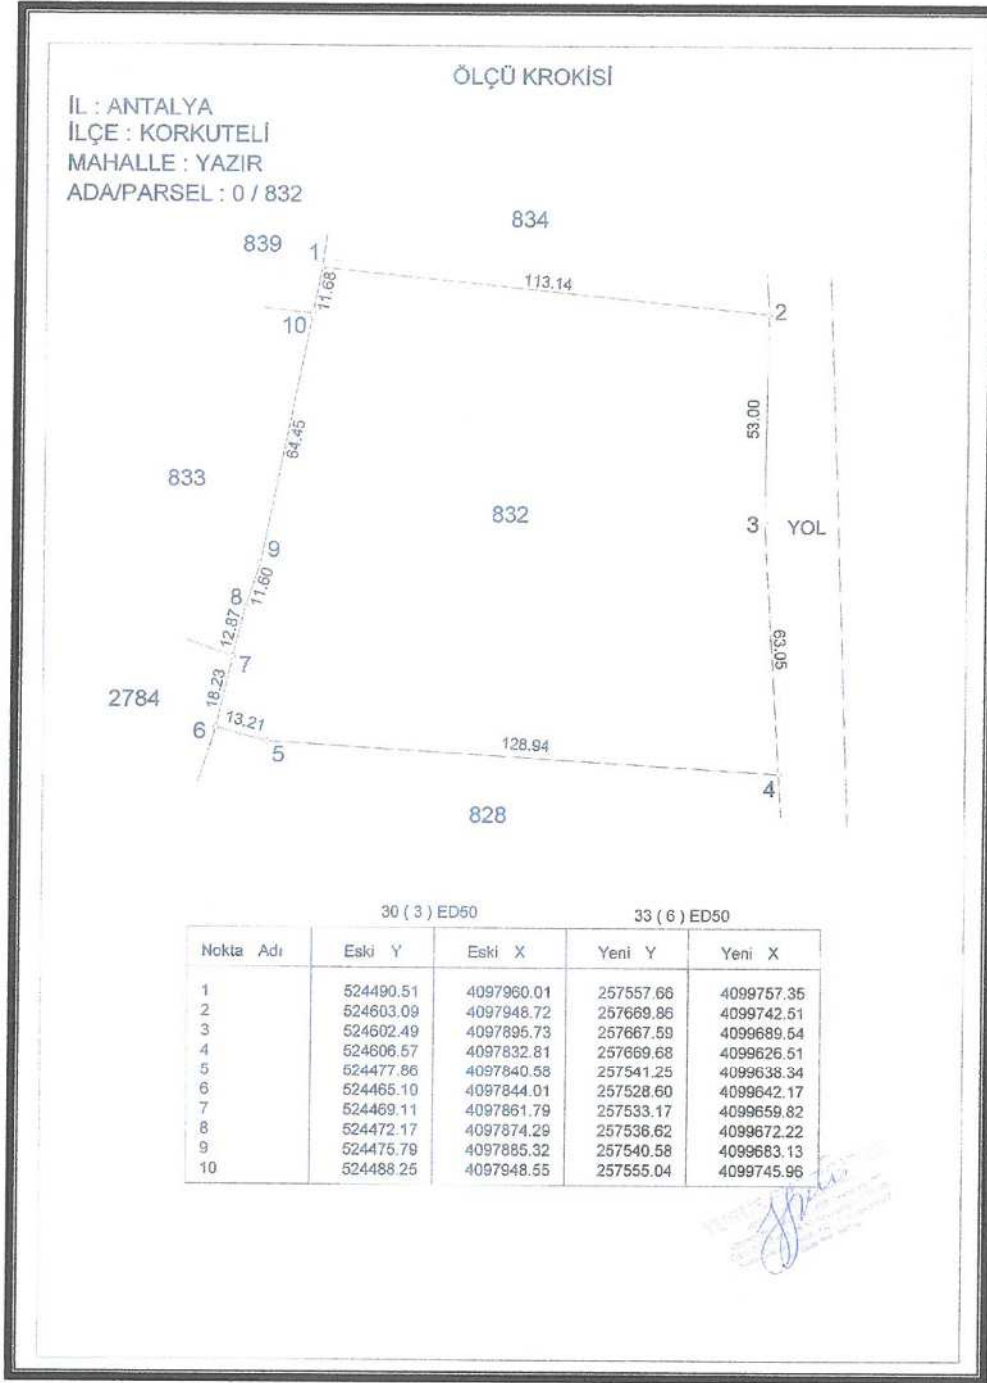 ÖLÇÜ KROKİSİ
İL : ANTALYA
İLÇE : KORKUTELİ
MAHALLE : YAZIR
ADA/PARSEL : 0 / 832
834
839
1
113.14
11.68
10
2
53.00
64.45
833
832
3
YOL
9
11.60
8
12.87
7
63.05
18.23
2784
6
13.21
5
128.94
4
828
30 ( 3 ) ED50 33 ( 6 ) ED50
Nokta Adı Eski Y Eski X Yeni Y Yeni X
1 524490.51 4097960.01 257557.66 4099757.35
2 524603.09 4097948.72 257669.86 4099742.51
3 524602.49 4097895.73 257667.59 4099689.54
4 524606.57 4097832.81 257669.68 4099626.51
5 524477.86 4097840.58 257541.25 4099638.34
6 524465.10 4097844.01 257528.60 4099642.17
7 524469.11 4097861.79 257533.17 4099659.82
8 524472.17 4097874.29 257536.62 4099672.22
9 524475.79 4097885.32 257540.58 4099683.13
10 524488.25 4097948.55 257555.04 4099745.96